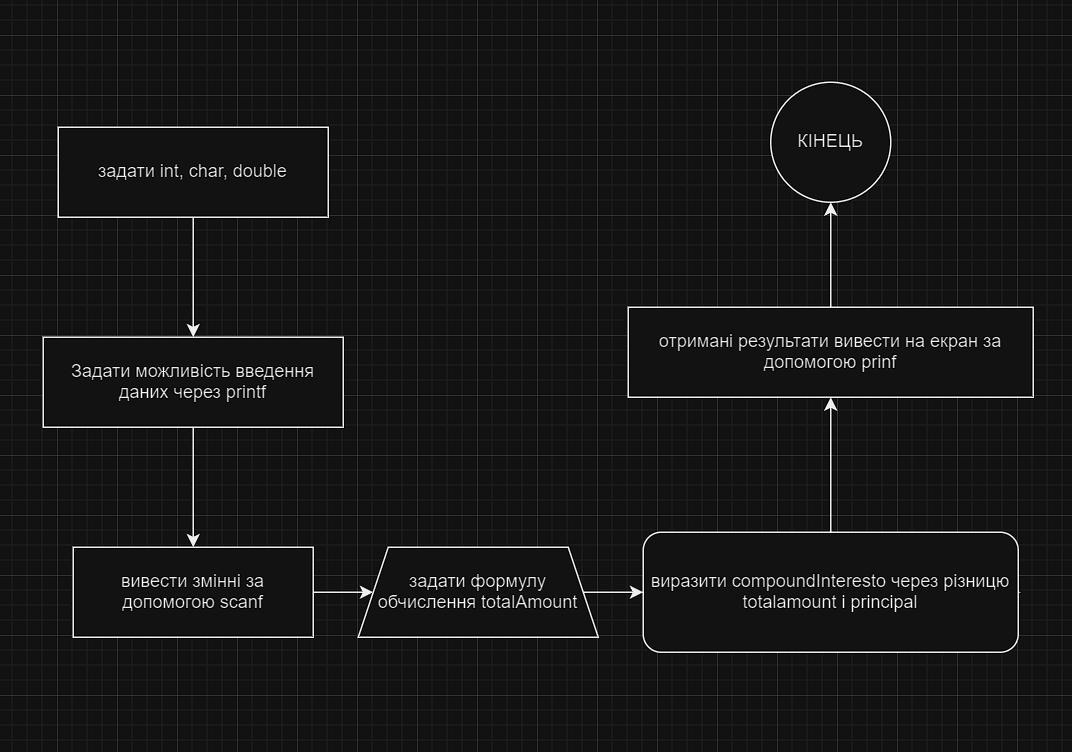 задати int, char, double
Задати можливість введення
даних через printf
вивести змінні за
допомогою scanf
задати формулу
обчислення totalAmount
виразити compoundInteresto через різницю
totalamount і principal
отримані результати вивести на екран за
допомогою prinf
КІНЕЦЬ